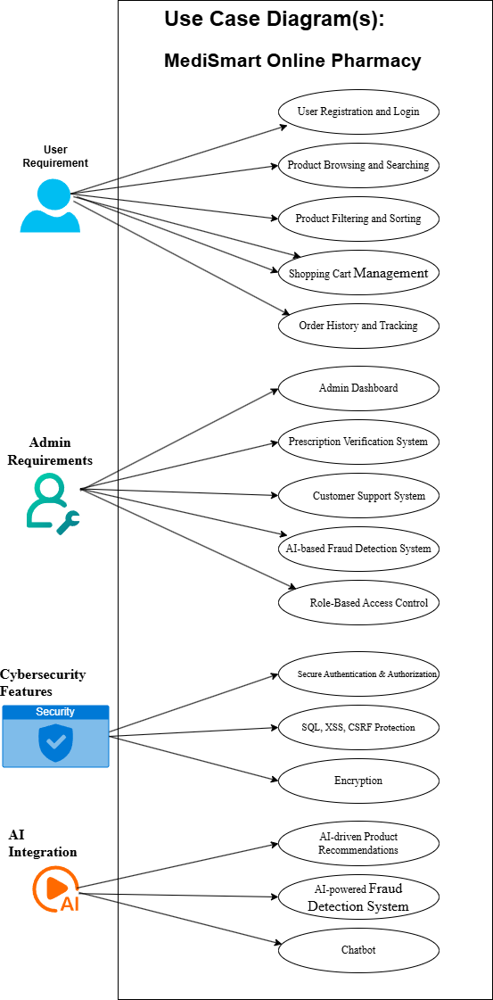 Use Case Diagram(s):
MediSmart Online Pharmacy
User
Requirement
User Registration and Login
Product Browsing and Searching
Product Filtering and Sorting
Shopping Cart Management
Order History and Tracking
Admin
Requirements
Admin Dashboard
Prescription Verification System
Customer Support System
AI-based Fraud Detection System
Role-Based Access Control
Cybersecurity
Features
Security
Secure Authentication & Authorization
SQL, XSS, CSRF Protection
Encryption
AI
Integration
AI
AI-driven Product
Recommendations
AI-powered Fraud
Detection System
Chatbot